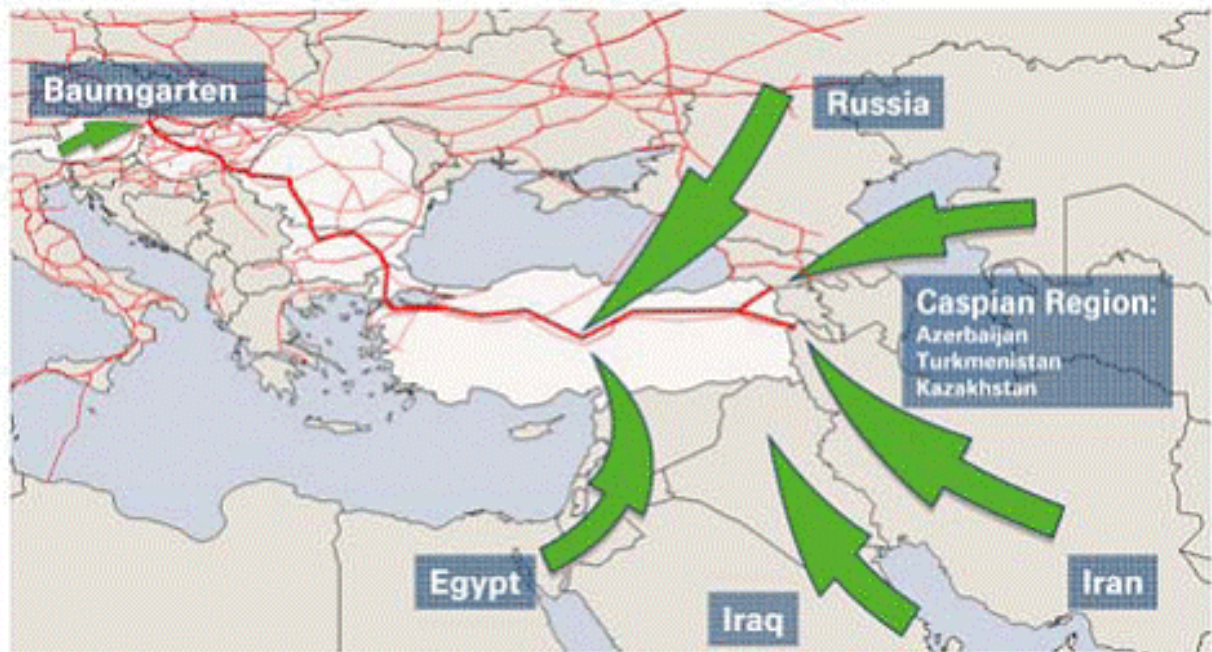 Baumgarten
Russia
Caspian Region:
Azerbaijan
Turkmenistan
Kazakhstan
Egypt
Iraq
Iran